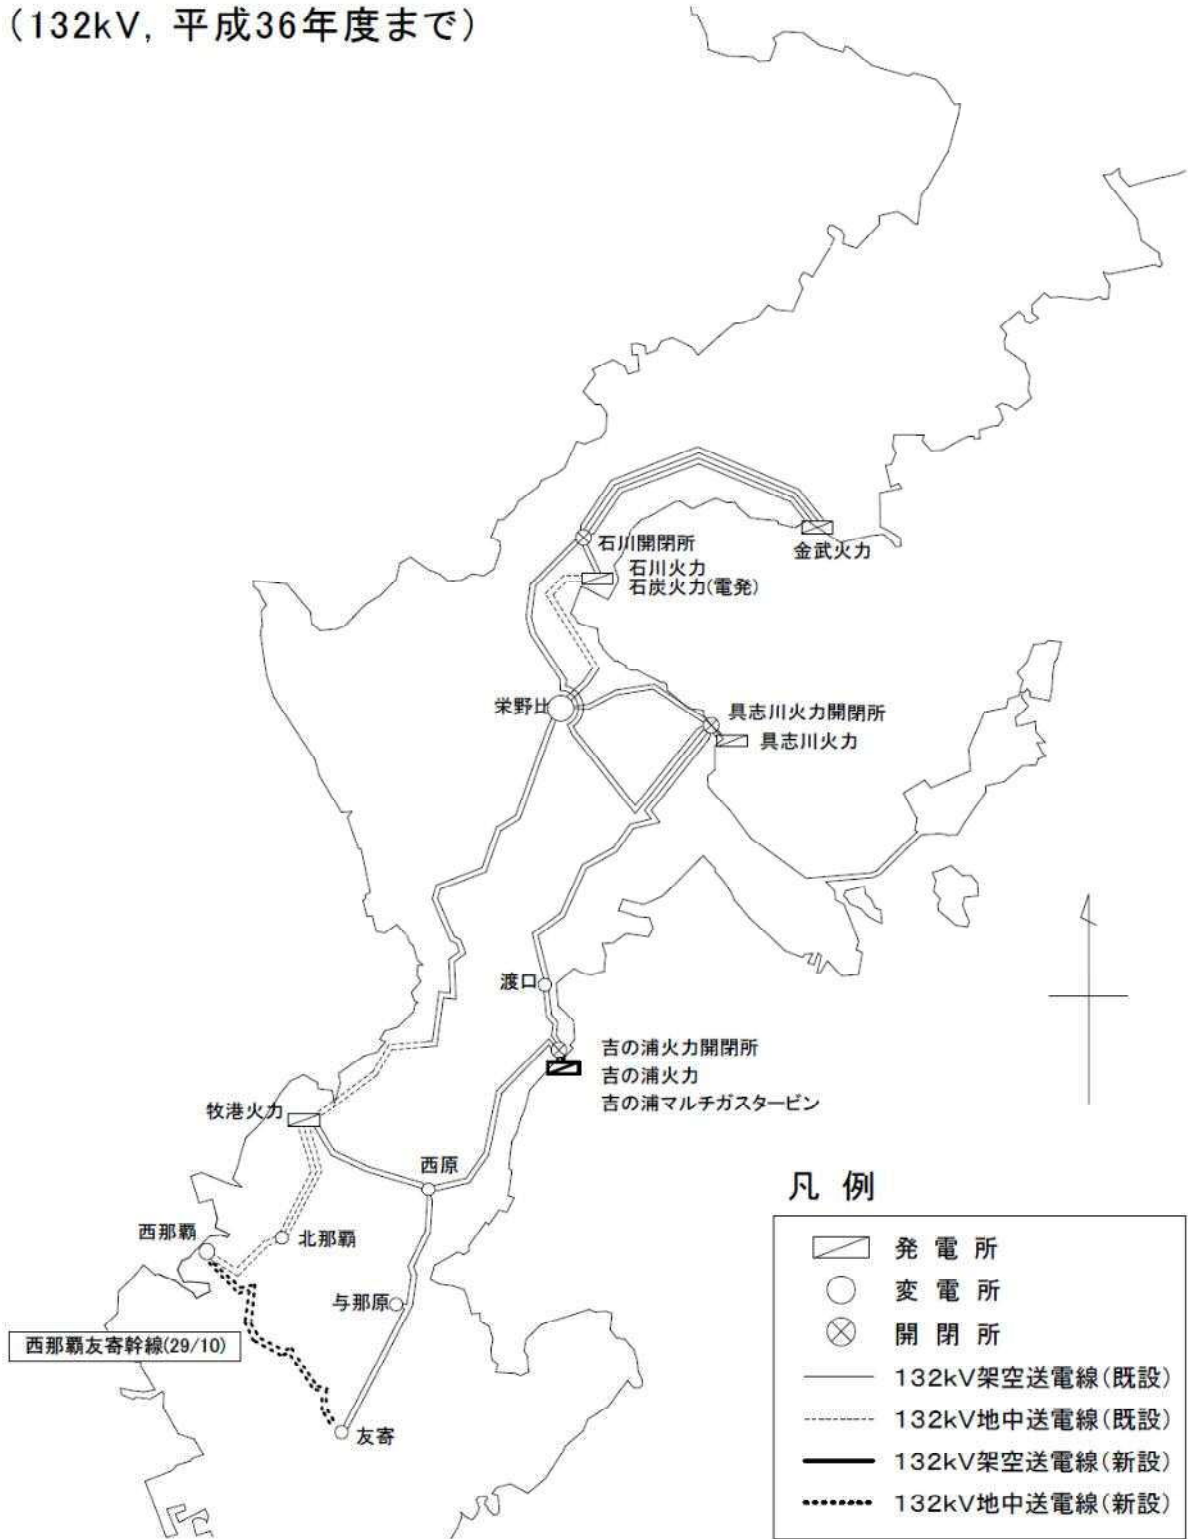 (132kV, 平成36年度まで)
石川開閉所
金武火力
石川火力
石炭火力(電発)
栄野比
具志川火力開閉所
具志川火力
渡口
吉の浦火力開閉所
吉の浦火力
吉の浦マルチガスタービン
牧港火力
西原
西那覇
北那覇
与那原
西那覇友寄幹線(29/10)
友寄
凡 例
発 電 所
変 電 所
開 閉 所
132kV架空送電線(既設)
132kV地中送電線(既設)
132kV架空送電線(新設)
132kV地中送電線(新設)